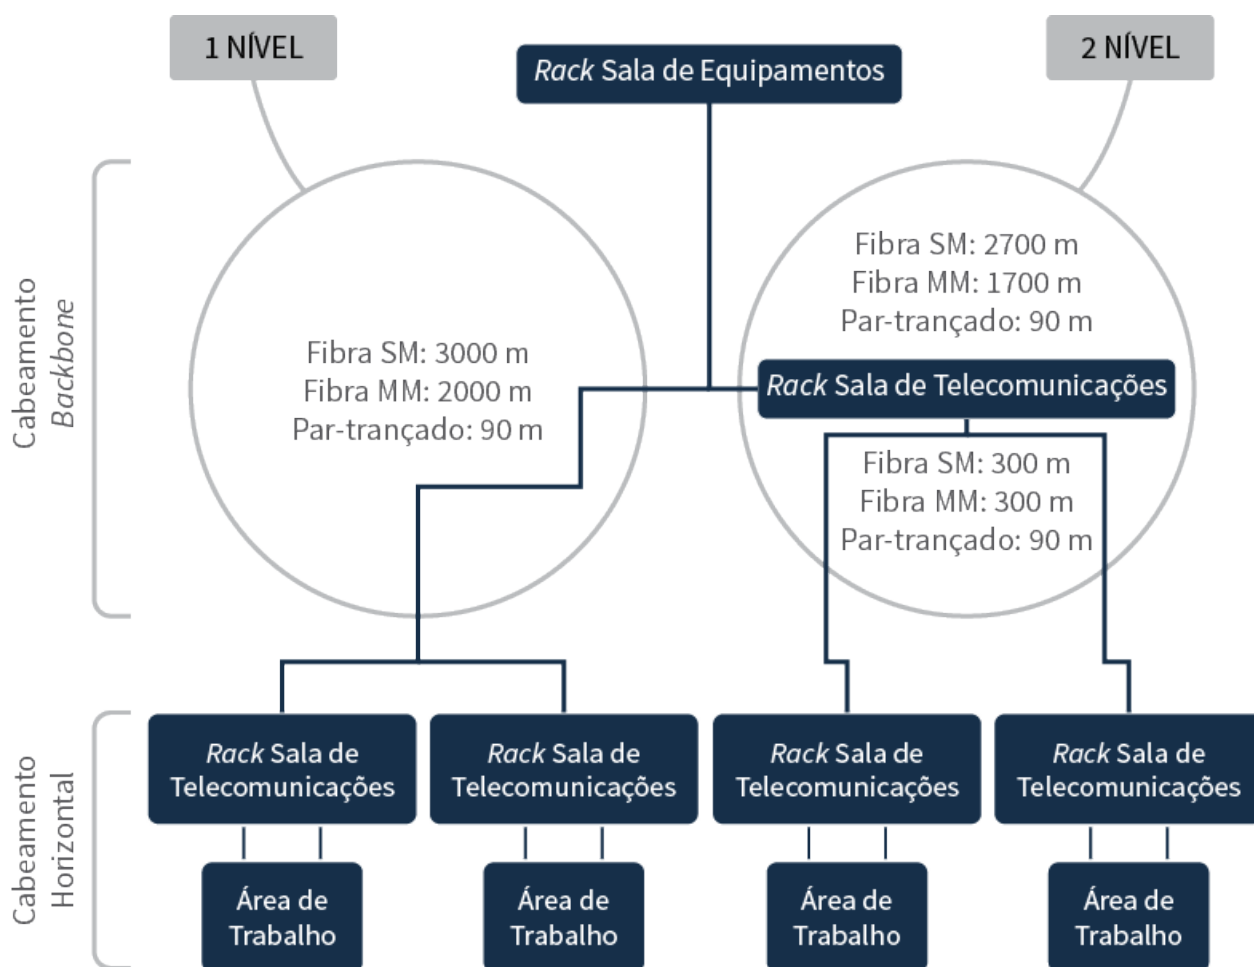 1 NÍVEL
2 NÍVEL
Rack Sala de Equipamentos
Cabeamento
Backbone
Fibra SM: 3000 m
Fibra MM: 2000 m
Par-trançado: 90 m
Fibra SM: 2700 m
Fibra MM: 1700 m
Par-trançado: 90 m
Rack Sala de Telecomunicações
Fibra SM: 300 m
Fibra MM: 300 m
Par-trançado: 90 m
Cabeamento
Horizontal
Rack Sala de
Telecomunicações
Rack Sala de
Telecomunicações
Rack Sala de
Telecomunicações
Rack Sala de
Telecomunicações
Área de
Trabalho
Área de
Trabalho
Área de
Trabalho
Área de
Trabalho